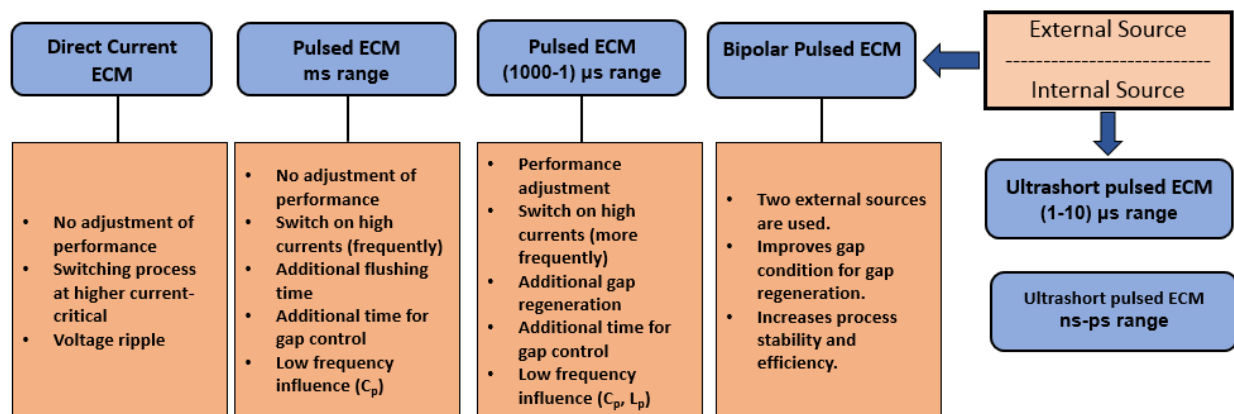 Direct Current
ECM
Pulsed ECM
ms range
Pulsed ECM
(1000-1) µs range
Bipolar Pulsed ECM
External Source
-----------------------------
Internal Source
• No adjustment of
performance
• Switching process
at higher current-
critical
• Voltage ripple
• No adjustment of
performance
• Switch on high
currents (frequently)
• Additional flushing
time
• Additional time for
gap control
• Low frequency
influence (Cp)
• Performance
adjustment
• Switch on high
currents (more
frequently)
• Additional gap
regeneration
• Additional time for
gap control
• Low frequency
influence (Cp, Lp)
• Two external sources
are used.
• Improves gap
condition for gap
regeneration.
• Increases process
stability and
efficiency.
Ultrashort pulsed ECM
(1-10) µs range
Ultrashort pulsed ECM
ns-ps range